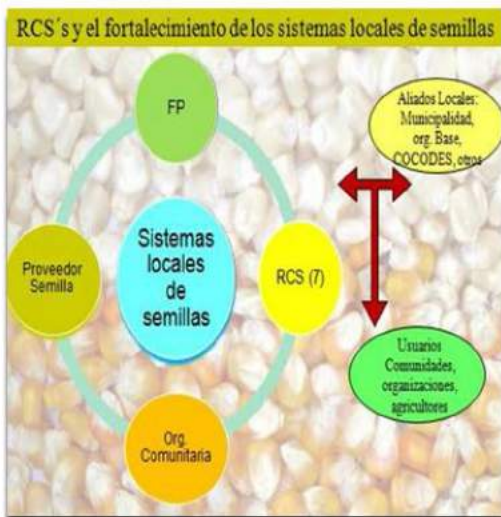 RCS´s y el fortalecimiento de los sistemas locales de semillas
FP
Aliados Locales:
Municipalidad,
org. Base,
COCODES, otros
Proveedor
Semilla
Sistemas
locales
de
semillas
RCS (7)
Usuarios
Comunidades,
organizaciones,
agricultores
Org.
Comunitaria